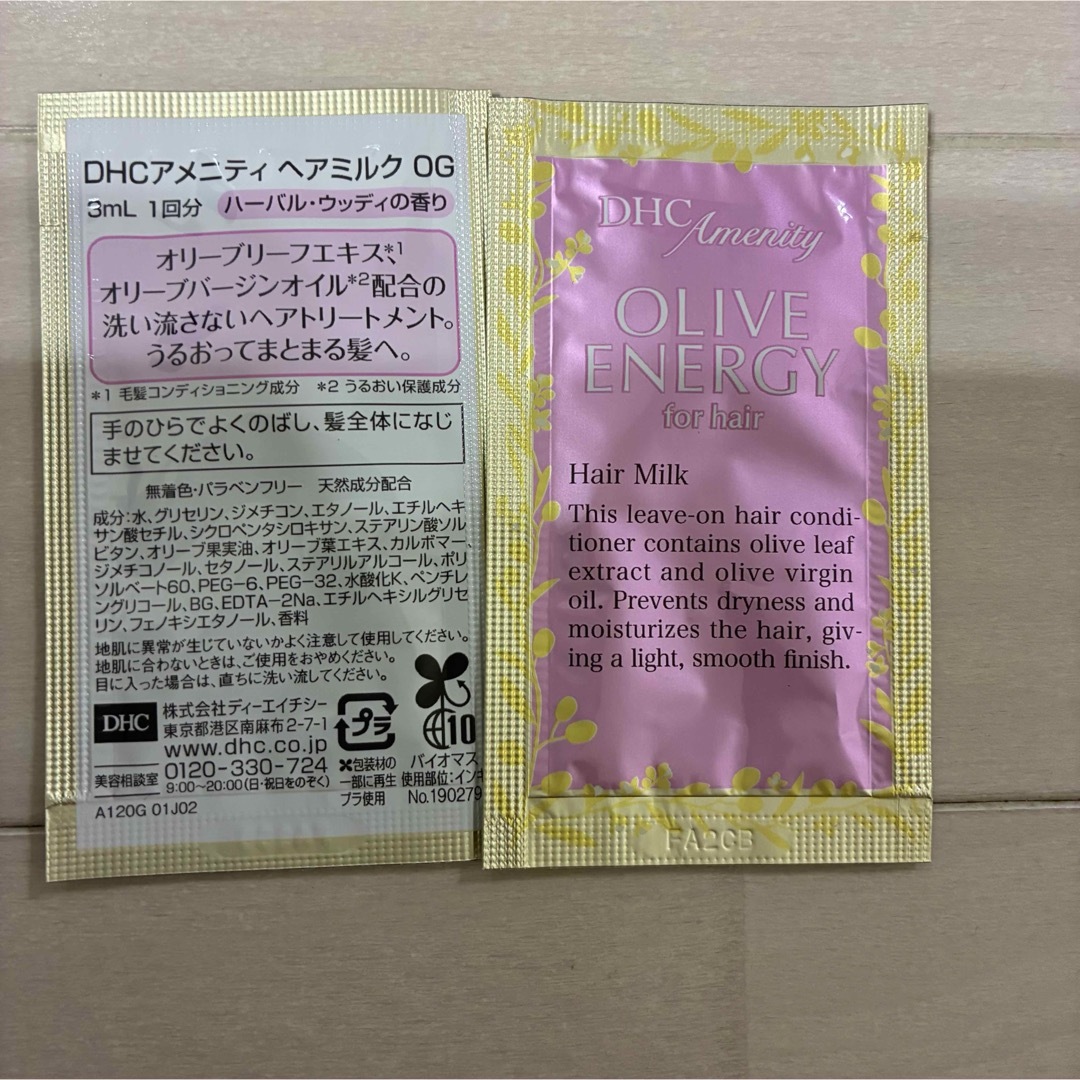 DHCアメニティ ヘアミルク OG
3mL 1回分 ハーバル・ウッディの香り
オリーブリーフエキス*1、
オリーブバージンオイル*2配合の
洗い流さないヘアトリートメント。
うるおってまとまる髪へ。
*1 毛髪コンディショニング成分 *2 うるおい保護成分
手のひらでよくのばし、髪全体になじ
ませてください。
無着色・パラベンフリー 天然成分配合
成分:水、グリセリン、ジメチコン、エタノール、エチルヘキ
サン酸セチル、シクロペンタシロキサン、ステアリン酸ソル
ビタン、オリーブ果実油、オリーブ葉エキス、カルボマー、
ジメチコノール、セタノール、ステアリルアルコール、ポリ
ソルベート60、PEG-6、PEG-32、水酸化K、ペンチレ
ングリコール、BG、EDTA-2Na、エチルヘキシルグリセ
リン、フェノキシエタノール、香料
地肌に異常が生じていないかよく注意して使用してください。
地肌に合わないときは、ご使用をおやめください。
目に入った場合は、直ちに洗い流してください。
DHC 株式会社ディーエイチシー
東京都港区南麻布2-7-1
www.dhc.co.jp
美容相談室 0120-330-724
9:00~20:00(日・祝日をのぞく)
プラ
包装材の
一部に再生
プラ使用
10
バイオマス
使用部位:インキ
No.190279
A120G 01J02
DHC Amenity
OLIVE
ENERGY
for hair
Hair Milk
This leave-on hair condi-
tioner contains olive leaf
extract and olive virgin
oil. Prevents dryness and
moisturizes the hair, giv-
ing a light, smooth finish.
FA2CB